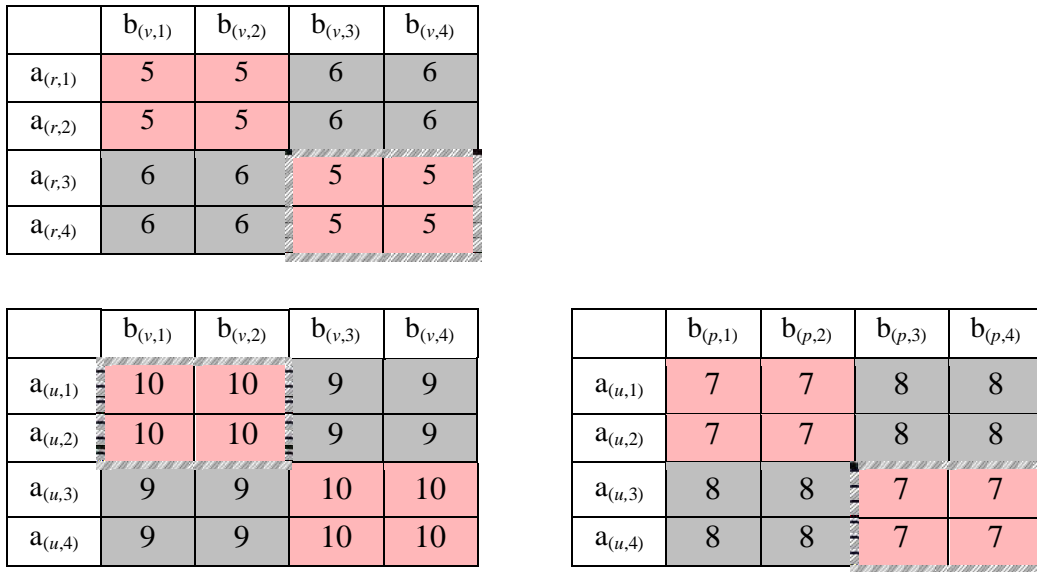 b(v,1) b(v,2) b(v,3) b(v,4)
a(r,1) 5 5 6 6
a(r,2) 5 5 6 6
a(r,3) 6 6 5 5
a(r,4) 6 6 5 5
b(v,1) b(v,2) b(v,3) b(v,4)
a(u,1) 10 10 9 9
a(u,2) 10 10 9 9
a(u,3) 9 9 10 10
a(u,4) 9 9 10 10
b(p,1) b(p,2) b(p,3) b(p,4)
a(u,1) 7 7 8 8
a(u,2) 7 7 8 8
a(u,3) 8 8 7 7
a(u,4) 8 8 7 7